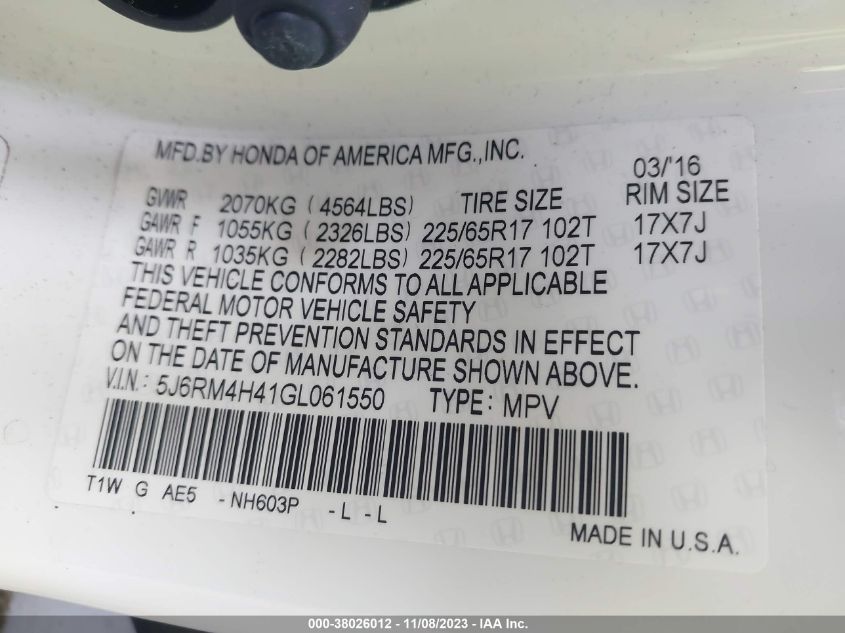 MFD.BY HONDA OF AMERICA MFG.,INC. 03/'16
GVWR 2070KG (4564LBS) TIRE SIZE RIM SIZE
GAWR F 1055KG (2326LBS) 225/65R17 102T 17X7J
GAWR R 1035KG (2282LBS) 225/65R17 102T 17X7J
THIS VEHICLE CONFORMS TO ALL APPLICABLE
FEDERAL MOTOR VEHICLE SAFETY
AND THEFT PREVENTION STANDARDS IN EFFECT
ON THE DATE OF MANUFACTURE SHOWN ABOVE.
V.I.N.: 5J6RM4H41GL061550 TYPE: MPV
T1W G AE5 -NH603P -L -L
MADE IN U.S.A.
000-38026012 - 11/08/2023 - IAA Inc.